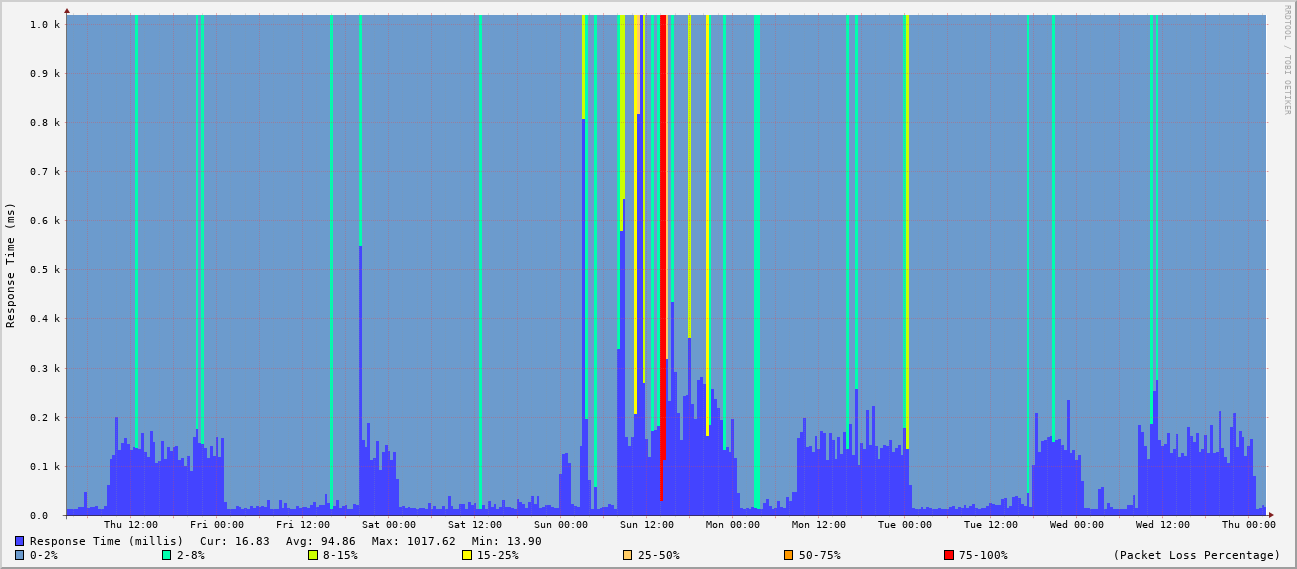 RRDTOOL / TOBI OETIKER
Response Time (ms)
1.0 k
0.9 k
0.8 k
0.7 k
0.6 k
0.5 k
0.4 k
0.3 k
0.2 k
0.1 k
0.0
Thu 12:00 Fri 00:00 Fri 12:00 Sat 00:00 Sat 12:00 Sun 00:00 Sun 12:00 Mon 00:00 Mon 12:00 Tue 00:00 Tue 12:00 Wed 00:00 Wed 12:00 Thu 00:00
Response Time (millis) Cur: 16.83 Avg: 94.86 Max: 1017.62 Min: 13.90
0-2% 2-8% 8-15% 15-25% 25-50% 50-75% 75-100% (Packet Loss Percentage)